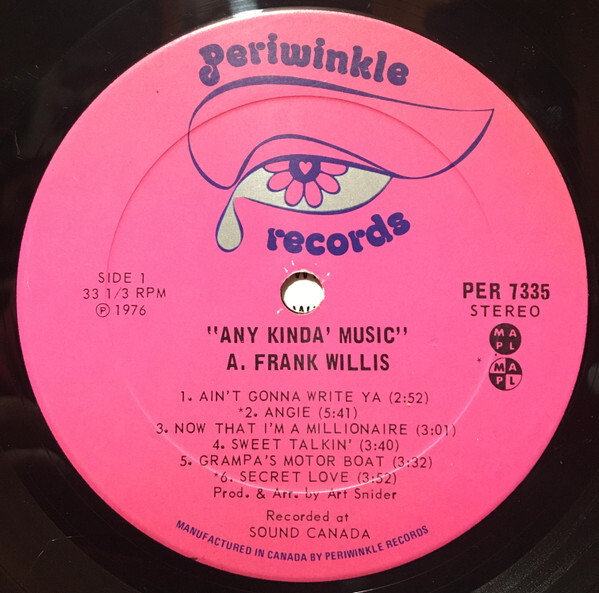 Periwinkle
records
SIDE 1
33 1/3 RPM
Ⓟ 1976
PER 7335
STEREO
M A
P L
M A
P L
"ANY KINDA' MUSIC"
A. FRANK WILLIS
1. AIN'T GONNA WRITE YA (2:52)
*2. ANGIE (5:41)
3. NOW THAT I'M A MILLIONAIRE (3:01)
4. SWEET TALKIN' (3:40)
5. GRAMPA'S MOTOR BOAT (3:32)
*6. SECRET LOVE (3:52)
Prod. & Arr. by Art Snider
Recorded at
SOUND CANADA
MANUFACTURED IN CANADA BY PERIWINKLE RECORDS